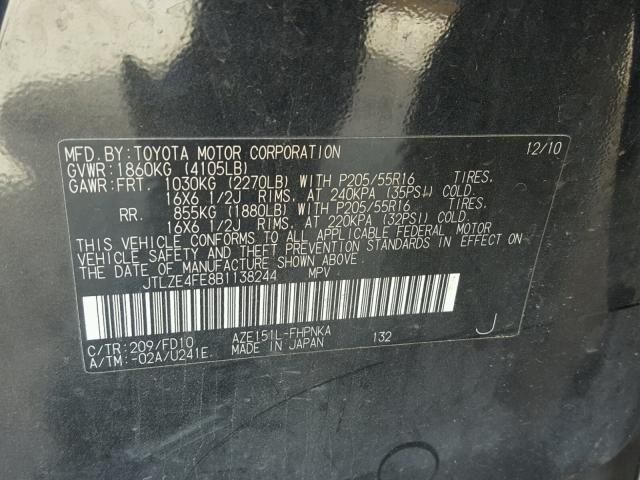 MFD.BY:TOYOTA MOTOR CORPORATION 12/10
GVWR:1860KG (4105LB)
GAWR:FRT. 1030KG (2270LB) WITH P205/55R16 TIRES.
16X6 1/2J RIMS. AT 240KPA (35PSI) COLD.
RR. 855KG (1880LB) WITH P205/55R16 TIRES.
16X6 1/2J RIMS. AT 220KPA (32PSI) COLD.
THIS VEHICLE CONFORMS TO ALL APPLICABLE FEDERAL MOTOR
VEHICLE SAFETY AND THEFT PREVENTION STANDARDS IN EFFECT ON
THE DATE OF MANUFACTURE SHOWN ABOVE.
JTLZE4FE8B1138244 MPV
C/TR:209/FD10 AZE151L-FHPNKA 132 J
A/TM:-02A/U241E. MADE IN JAPAN